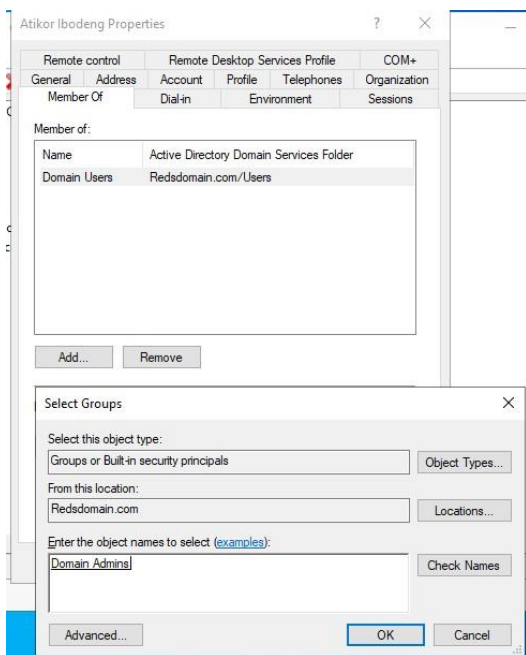 Atikor Ibodeng Properties
Remote control Remote Desktop Services Profile COM+
General Address Account Profile Telephones Organization
Member Of Dial-in Environment Sessions
Member of:
Name Active Directory Domain Services Folder
Domain Users Redsdomain.com/Users
Add... Remove
Select Groups
Select this object type:
Groups or Built-in security principals Object Types...
From this location:
Redsdomain.com Locations...
Enter the object names to select (examples):
Domain Admins Check Names
Advanced... OK Cancel